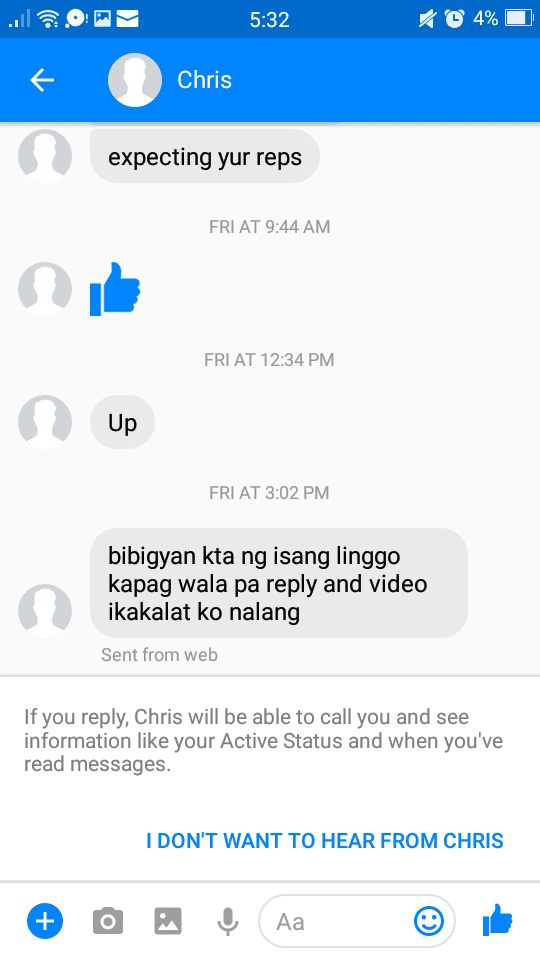 5:32
4%
Chris
expecting yur reps
FRI AT 9:44 AM
FRI AT 12:34 PM
Up
FRI AT 3:02 PM
bibigyan kta ng isang linggo
kapag wala pa reply and video
ikakalat ko nalang
Sent from web
If you reply, Chris will be able to call you and see
information like your Active Status and when you've
read messages.
I DON'T WANT TO HEAR FROM CHRIS
Aa